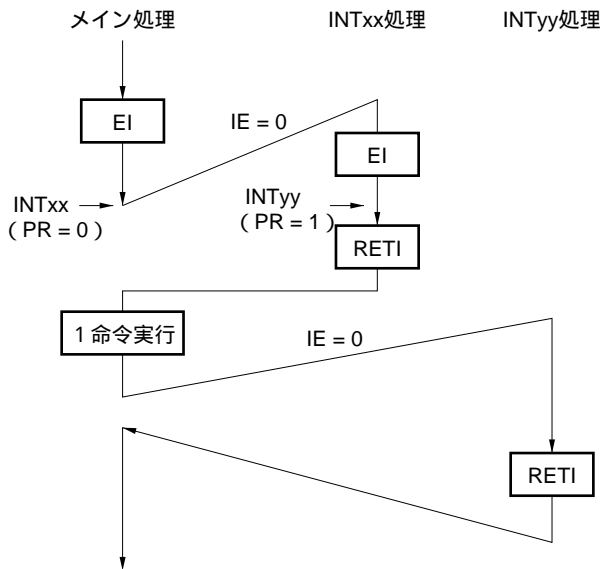 メイン処理
INTxx処理
INTyy処理
EI
IE = 0
EI
INTxx
( PR = 0 )
INTyy
( PR = 1 )
RETI
1 命令実行
IE = 0
RETI